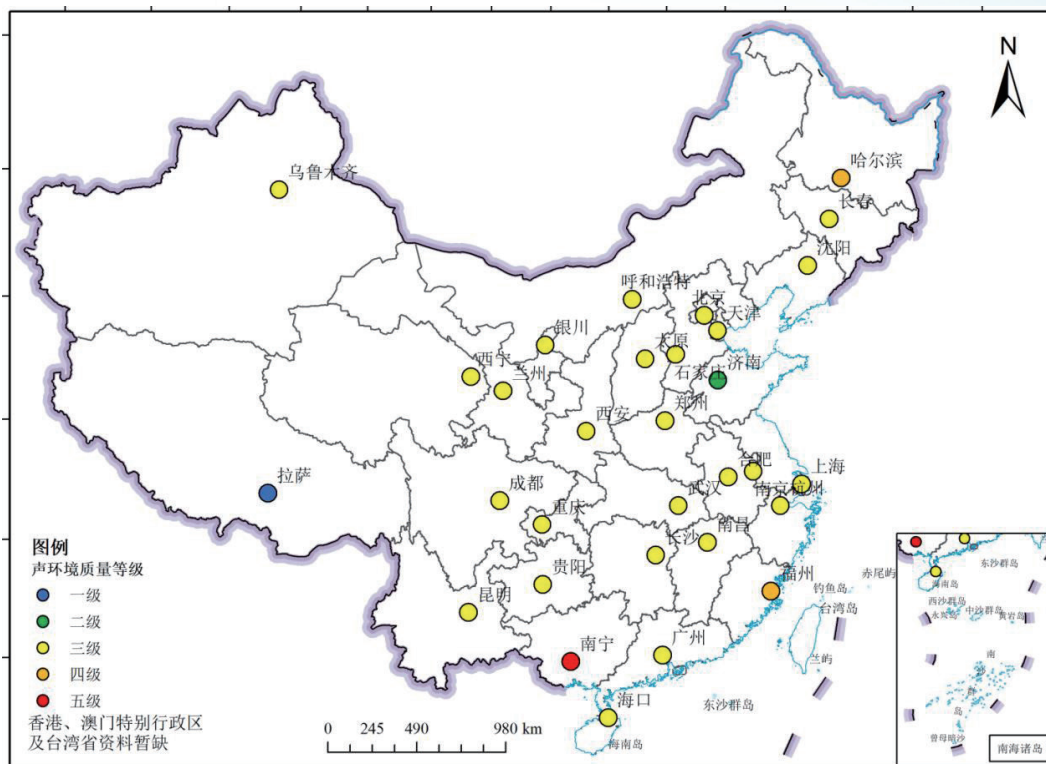 N
哈尔滨
乌鲁木齐
长春
沈阳
呼和浩特
北京
天津
银川
太原
济南
西宁
兰州
石家庄
郑州
西安
合肥
上海
拉萨
成都
武汉
南京
杭州
重庆
南昌
长沙
贵阳
福州
钓鱼岛
赤尾屿
昆明
台湾岛
南宁
广州
兰屿
海口
东沙群岛
海南岛
图例
声环境质量等级
一级
二级
三级
四级
五级
香港、澳门特别行政区
及台湾省资料暂缺
0 245 490 980 km
东沙群岛
海南岛
西沙群岛
中沙群岛
永兴岛
黄岩岛
南
沙
群
岛
曾母暗沙
南海诸岛